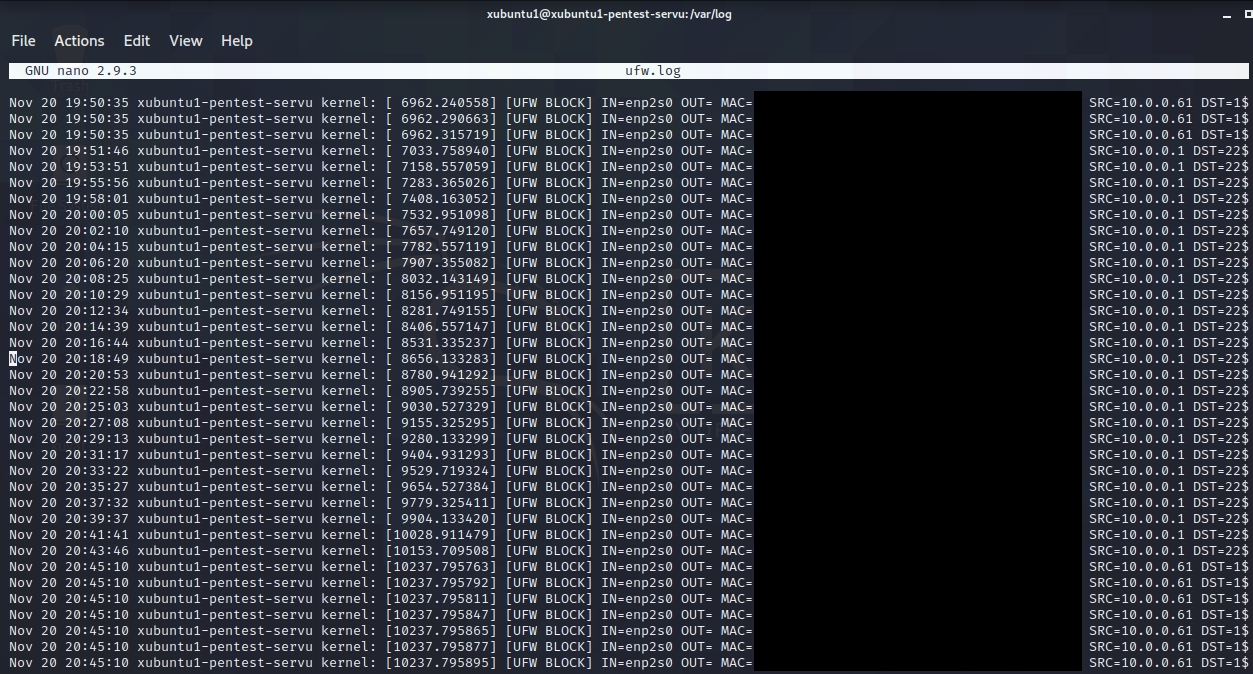 xubuntu1@xubuntu1-pentest-servu:/var/log
File Actions Edit View Help
GNU nano 2.9.3 ufw.log
Nov 20 19:50:35 xubuntu1-pentest-servu kernel: [ 6962.240558] [UFW BLOCK] IN=enp2s0 OUT= MAC= SRC=10.0.0.61 DST=1$
Nov 20 19:50:35 xubuntu1-pentest-servu kernel: [ 6962.290663] [UFW BLOCK] IN=enp2s0 OUT= MAC= SRC=10.0.0.61 DST=1$
Nov 20 19:50:35 xubuntu1-pentest-servu kernel: [ 6962.315719] [UFW BLOCK] IN=enp2s0 OUT= MAC= SRC=10.0.0.61 DST=1$
Nov 20 19:51:46 xubuntu1-pentest-servu kernel: [ 7033.758940] [UFW BLOCK] IN=enp2s0 OUT= MAC= SRC=10.0.0.1 DST=22$
Nov 20 19:53:51 xubuntu1-pentest-servu kernel: [ 7158.557059] [UFW BLOCK] IN=enp2s0 OUT= MAC= SRC=10.0.0.1 DST=22$
Nov 20 19:55:56 xubuntu1-pentest-servu kernel: [ 7283.365026] [UFW BLOCK] IN=enp2s0 OUT= MAC= SRC=10.0.0.1 DST=22$
Nov 20 19:58:01 xubuntu1-pentest-servu kernel: [ 7408.163052] [UFW BLOCK] IN=enp2s0 OUT= MAC= SRC=10.0.0.1 DST=22$
Nov 20 20:00:05 xubuntu1-pentest-servu kernel: [ 7532.951098] [UFW BLOCK] IN=enp2s0 OUT= MAC= SRC=10.0.0.1 DST=22$
Nov 20 20:02:10 xubuntu1-pentest-servu kernel: [ 7657.749120] [UFW BLOCK] IN=enp2s0 OUT= MAC= SRC=10.0.0.1 DST=22$
Nov 20 20:04:15 xubuntu1-pentest-servu kernel: [ 7782.557119] [UFW BLOCK] IN=enp2s0 OUT= MAC= SRC=10.0.0.1 DST=22$
Nov 20 20:06:20 xubuntu1-pentest-servu kernel: [ 7907.355082] [UFW BLOCK] IN=enp2s0 OUT= MAC= SRC=10.0.0.1 DST=22$
Nov 20 20:08:25 xubuntu1-pentest-servu kernel: [ 8032.143149] [UFW BLOCK] IN=enp2s0 OUT= MAC= SRC=10.0.0.1 DST=22$
Nov 20 20:10:29 xubuntu1-pentest-servu kernel: [ 8156.951195] [UFW BLOCK] IN=enp2s0 OUT= MAC= SRC=10.0.0.1 DST=22$
Nov 20 20:12:34 xubuntu1-pentest-servu kernel: [ 8281.749155] [UFW BLOCK] IN=enp2s0 OUT= MAC= SRC=10.0.0.1 DST=22$
Nov 20 20:14:39 xubuntu1-pentest-servu kernel: [ 8406.557147] [UFW BLOCK] IN=enp2s0 OUT= MAC= SRC=10.0.0.1 DST=22$
Nov 20 20:16:44 xubuntu1-pentest-servu kernel: [ 8531.335237] [UFW BLOCK] IN=enp2s0 OUT= MAC= SRC=10.0.0.1 DST=22$
Nov 20 20:18:49 xubuntu1-pentest-servu kernel: [ 8656.133283] [UFW BLOCK] IN=enp2s0 OUT= MAC= SRC=10.0.0.1 DST=22$
Nov 20 20:20:53 xubuntu1-pentest-servu kernel: [ 8780.941292] [UFW BLOCK] IN=enp2s0 OUT= MAC= SRC=10.0.0.1 DST=22$
Nov 20 20:22:58 xubuntu1-pentest-servu kernel: [ 8905.739255] [UFW BLOCK] IN=enp2s0 OUT= MAC= SRC=10.0.0.1 DST=22$
Nov 20 20:25:03 xubuntu1-pentest-servu kernel: [ 9030.527329] [UFW BLOCK] IN=enp2s0 OUT= MAC= SRC=10.0.0.1 DST=22$
Nov 20 20:27:08 xubuntu1-pentest-servu kernel: [ 9155.325295] [UFW BLOCK] IN=enp2s0 OUT= MAC= SRC=10.0.0.1 DST=22$
Nov 20 20:29:13 xubuntu1-pentest-servu kernel: [ 9280.133299] [UFW BLOCK] IN=enp2s0 OUT= MAC= SRC=10.0.0.1 DST=22$
Nov 20 20:31:17 xubuntu1-pentest-servu kernel: [ 9404.931293] [UFW BLOCK] IN=enp2s0 OUT= MAC= SRC=10.0.0.1 DST=22$
Nov 20 20:33:22 xubuntu1-pentest-servu kernel: [ 9529.719324] [UFW BLOCK] IN=enp2s0 OUT= MAC= SRC=10.0.0.1 DST=22$
Nov 20 20:35:27 xubuntu1-pentest-servu kernel: [ 9654.527384] [UFW BLOCK] IN=enp2s0 OUT= MAC= SRC=10.0.0.1 DST=22$
Nov 20 20:37:32 xubuntu1-pentest-servu kernel: [ 9779.325411] [UFW BLOCK] IN=enp2s0 OUT= MAC= SRC=10.0.0.1 DST=22$
Nov 20 20:39:37 xubuntu1-pentest-servu kernel: [ 9904.133420] [UFW BLOCK] IN=enp2s0 OUT= MAC= SRC=10.0.0.1 DST=22$
Nov 20 20:41:41 xubuntu1-pentest-servu kernel: [10028.911479] [UFW BLOCK] IN=enp2s0 OUT= MAC= SRC=10.0.0.1 DST=22$
Nov 20 20:43:46 xubuntu1-pentest-servu kernel: [10153.709508] [UFW BLOCK] IN=enp2s0 OUT= MAC= SRC=10.0.0.1 DST=22$
Nov 20 20:45:10 xubuntu1-pentest-servu kernel: [10237.795763] [UFW BLOCK] IN=enp2s0 OUT= MAC= SRC=10.0.0.61 DST=1$
Nov 20 20:45:10 xubuntu1-pentest-servu kernel: [10237.795792] [UFW BLOCK] IN=enp2s0 OUT= MAC= SRC=10.0.0.61 DST=1$
Nov 20 20:45:10 xubuntu1-pentest-servu kernel: [10237.795811] [UFW BLOCK] IN=enp2s0 OUT= MAC= SRC=10.0.0.61 DST=1$
Nov 20 20:45:10 xubuntu1-pentest-servu kernel: [10237.795847] [UFW BLOCK] IN=enp2s0 OUT= MAC= SRC=10.0.0.61 DST=1$
Nov 20 20:45:10 xubuntu1-pentest-servu kernel: [10237.795865] [UFW BLOCK] IN=enp2s0 OUT= MAC= SRC=10.0.0.61 DST=1$
Nov 20 20:45:10 xubuntu1-pentest-servu kernel: [10237.795877] [UFW BLOCK] IN=enp2s0 OUT= MAC= SRC=10.0.0.61 DST=1$
Nov 20 20:45:10 xubuntu1-pentest-servu kernel: [10237.795895] [UFW BLOCK] IN=enp2s0 OUT= MAC= SRC=10.0.0.61 DST=1$